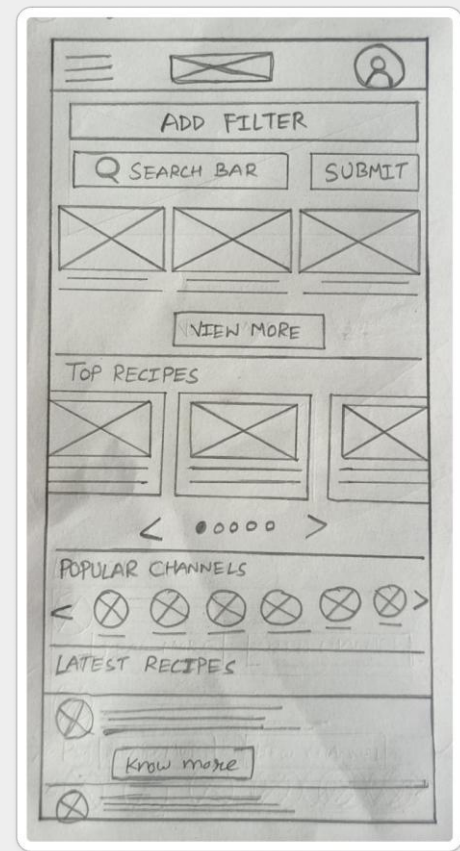 ADD FILTER
SEARCH BAR SUBMIT
VIEW MORE
TOP RECIPES
POPULAR CHANNELS
LATEST RECIPES
Know more